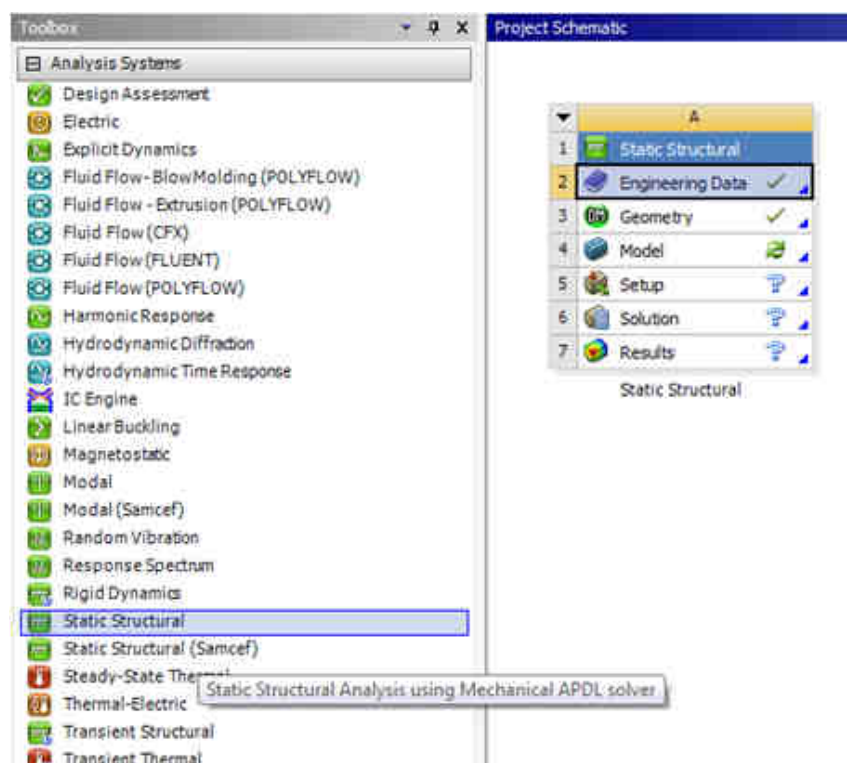 Toolbox
Analysis Systems
Design Assessment
Electric
Explicit Dynamics
Fluid Flow- BlowMolding (POLYFLOW)
Fluid Flow - Extrusion (POLYFLOW)
Fluid Flow (CFX)
Fluid Flow (FLUENT)
Fluid Flow (POLYFLOW)
Harmonic Response
Hydrodynamic Diffraction
Hydrodynamic Time Response
IC Engine
Linear Buckling
Magnetostatic
Modal
Modal (Samcef)
Random Vibration
Response Spectrum
Rigid Dynamics
Static Structural
Static Structural (Samcef)
Steady-State Thermal
Static Structural Analysis using Mechanical APDL solver
Thermal-Electric
Transient Structural
Transient Thermal
Project Schematic
A
1 Static Structural
2 Engineering Data
3 Geometry
4 Model
5 Setup
6 Solution
7 Results
Static Structural